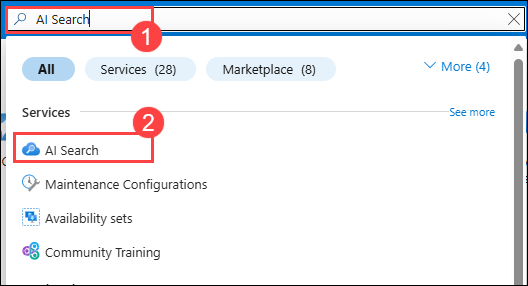 AI Search
1
All
Services (28)
Marketplace (8)
More (4)
2
Services
See more
AI Search
Maintenance Configurations
Availability sets
Community Training